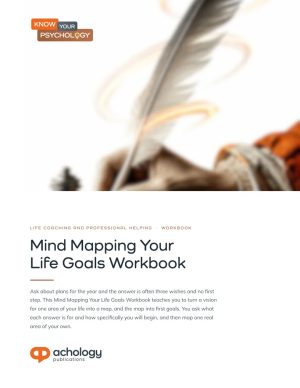 KNOW YOUR
PSYCHOLOGY
LIFE COACHING AND PROFESSIONAL HELPING · WORKBOOK
Mind Mapping Your
Life Goals Workbook
Ask about plans for the year and the answer is often three wishes and no first
step. This Mind Mapping Your Life Goals Workbook teaches you to turn a vision
for one area of your life into a map, and the map into first goals. You ask what
each answer is for and how specifically you will begin, and then map one real
area of your own.
achology
publications